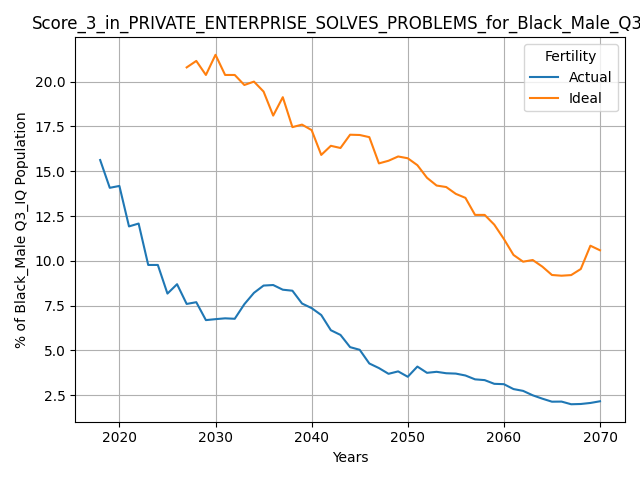 Score_3_in_PRIVATE_ENTERPRISE_SOLVES_PROBLEMS_for_Black_Male_Q3
Fertility
Actual
Ideal
20.0
17.5
15.0
12.5
10.0
7.5
5.0
2.5
% of Black_Male Q3_IQ Population
2020 2030 2040 2050 2060 2070
Years